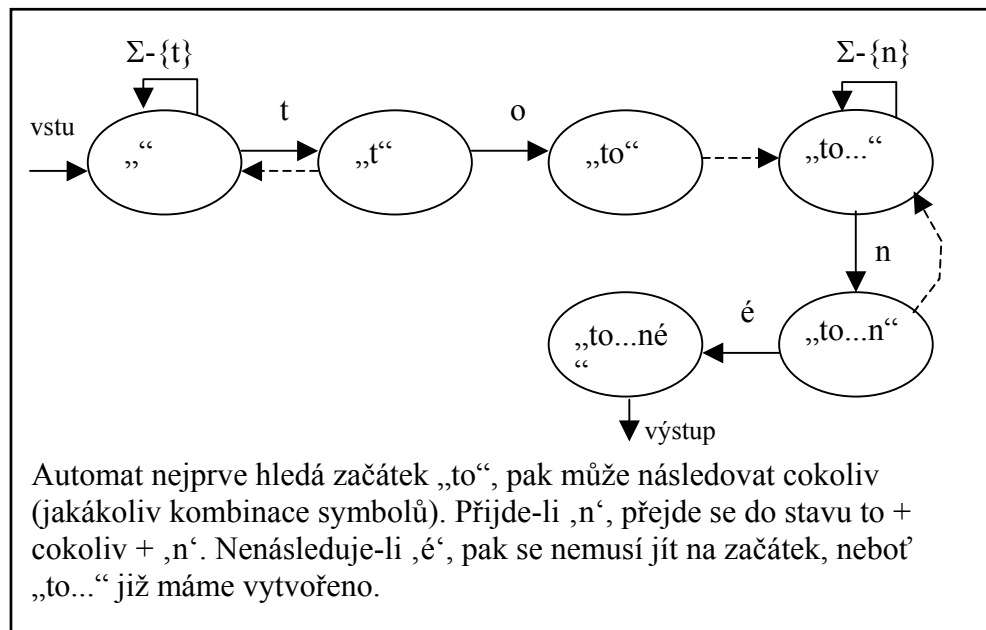 Σ-{t}
Σ-{n}
vstu
t
o
„“
„t“
„to“
„to...“
n
é
„to...né
“
„to...n“
výstup
Automat nejprve hledá začátek „to“, pak může následovat cokoliv
(jakákoliv kombinace symbolů). Přijde-li ‚n‘, přejde se do stavu to +
cokoliv + ‚n‘. Nenásleduje-li ‚é‘, pak se nemusí jít na začátek, neboť
„to...“ již máme vytvořeno.